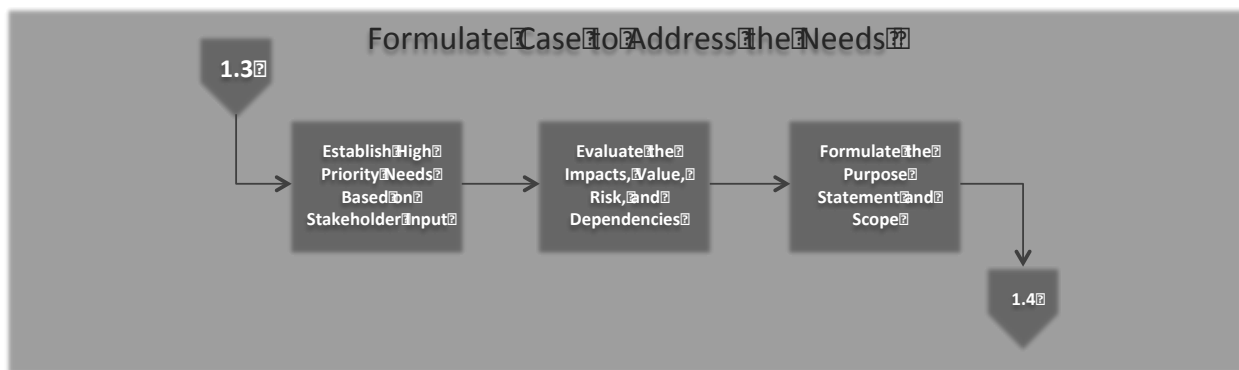 Formulate Case to Address the Needs
1.3
Establish High
Priority Needs
Based on
Stakeholder Input
Evaluate the
Impacts, Value,
Risk, and
Dependencies
Formulate the
Purpose
Statement and
Scope
1.4